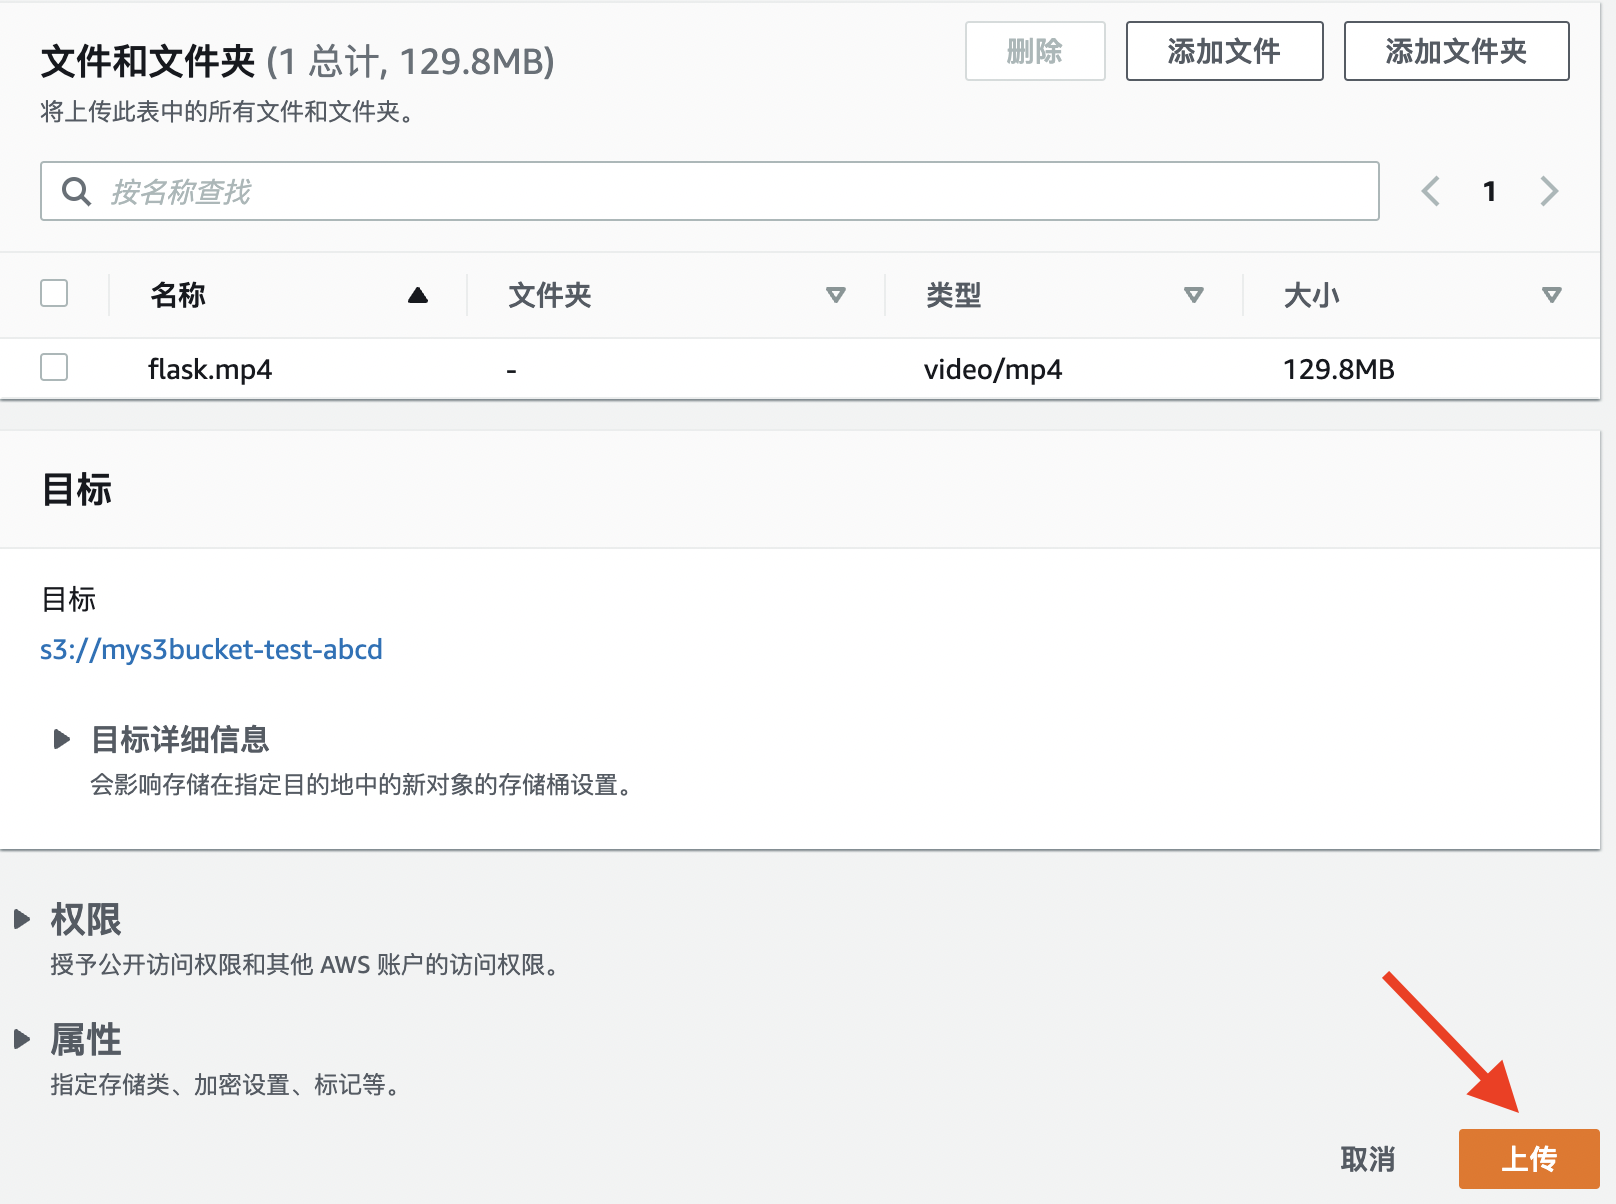 文件和文件夹 (1 总计, 129.8MB)
删除
添加文件
添加文件夹
将上传此表中的所有文件和文件夹。
按名称查找
1
名称
文件夹
类型
大小
flask.mp4
-
video/mp4
129.8MB
目标
目标
s3://mys3bucket-test-abcd
目标详细信息
会影响存储在指定目的地中的新对象的存储桶设置。
权限
授予公开访问权限和其他 AWS 账户的访问权限。
属性
指定存储类、加密设置、标记等。
取消
上传